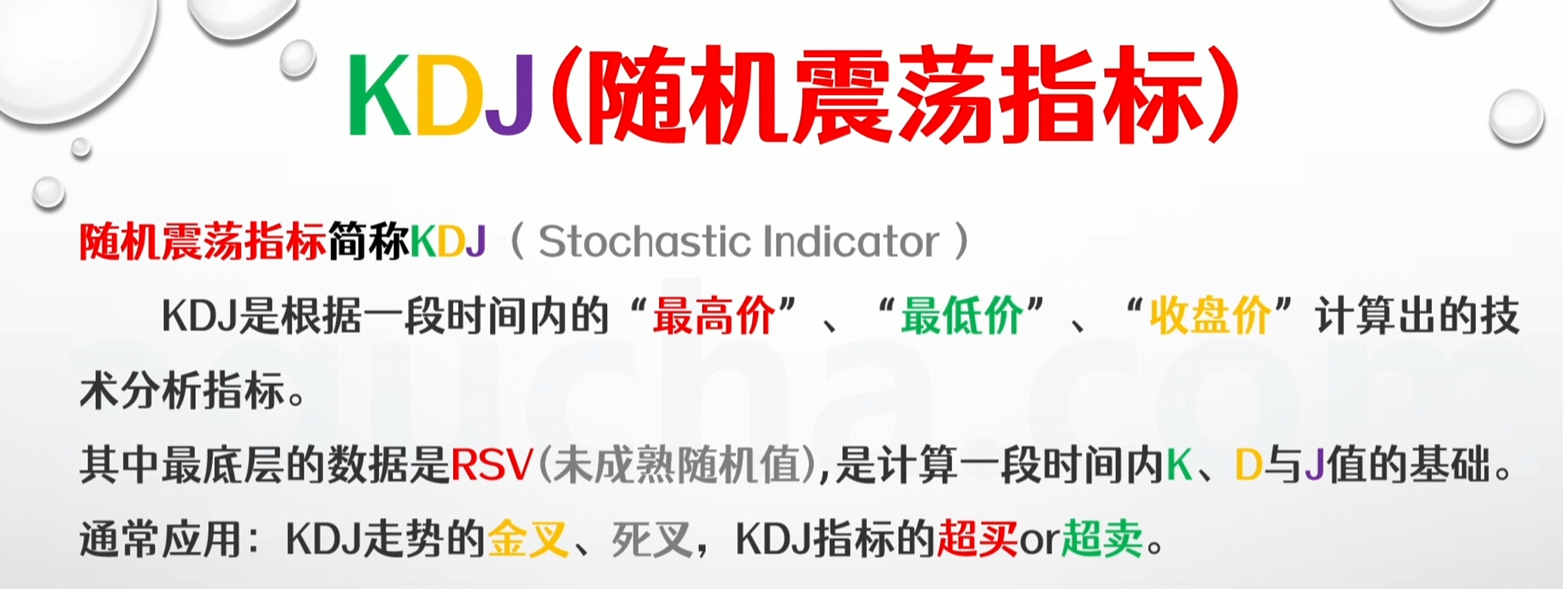 KDJ(随机震荡指标)
随机震荡指标简称KDJ（Stochastic Indicator）
KDJ是根据一段时间内的“最高价”、“最低价”、“收盘价”计算出的技
术分析指标。
其中最底层的数据是RSV(未成熟随机值),是计算一段时间内K、D与J值的基础。
通常应用：KDJ走势的金叉、死叉，KDJ指标的超买or超卖。